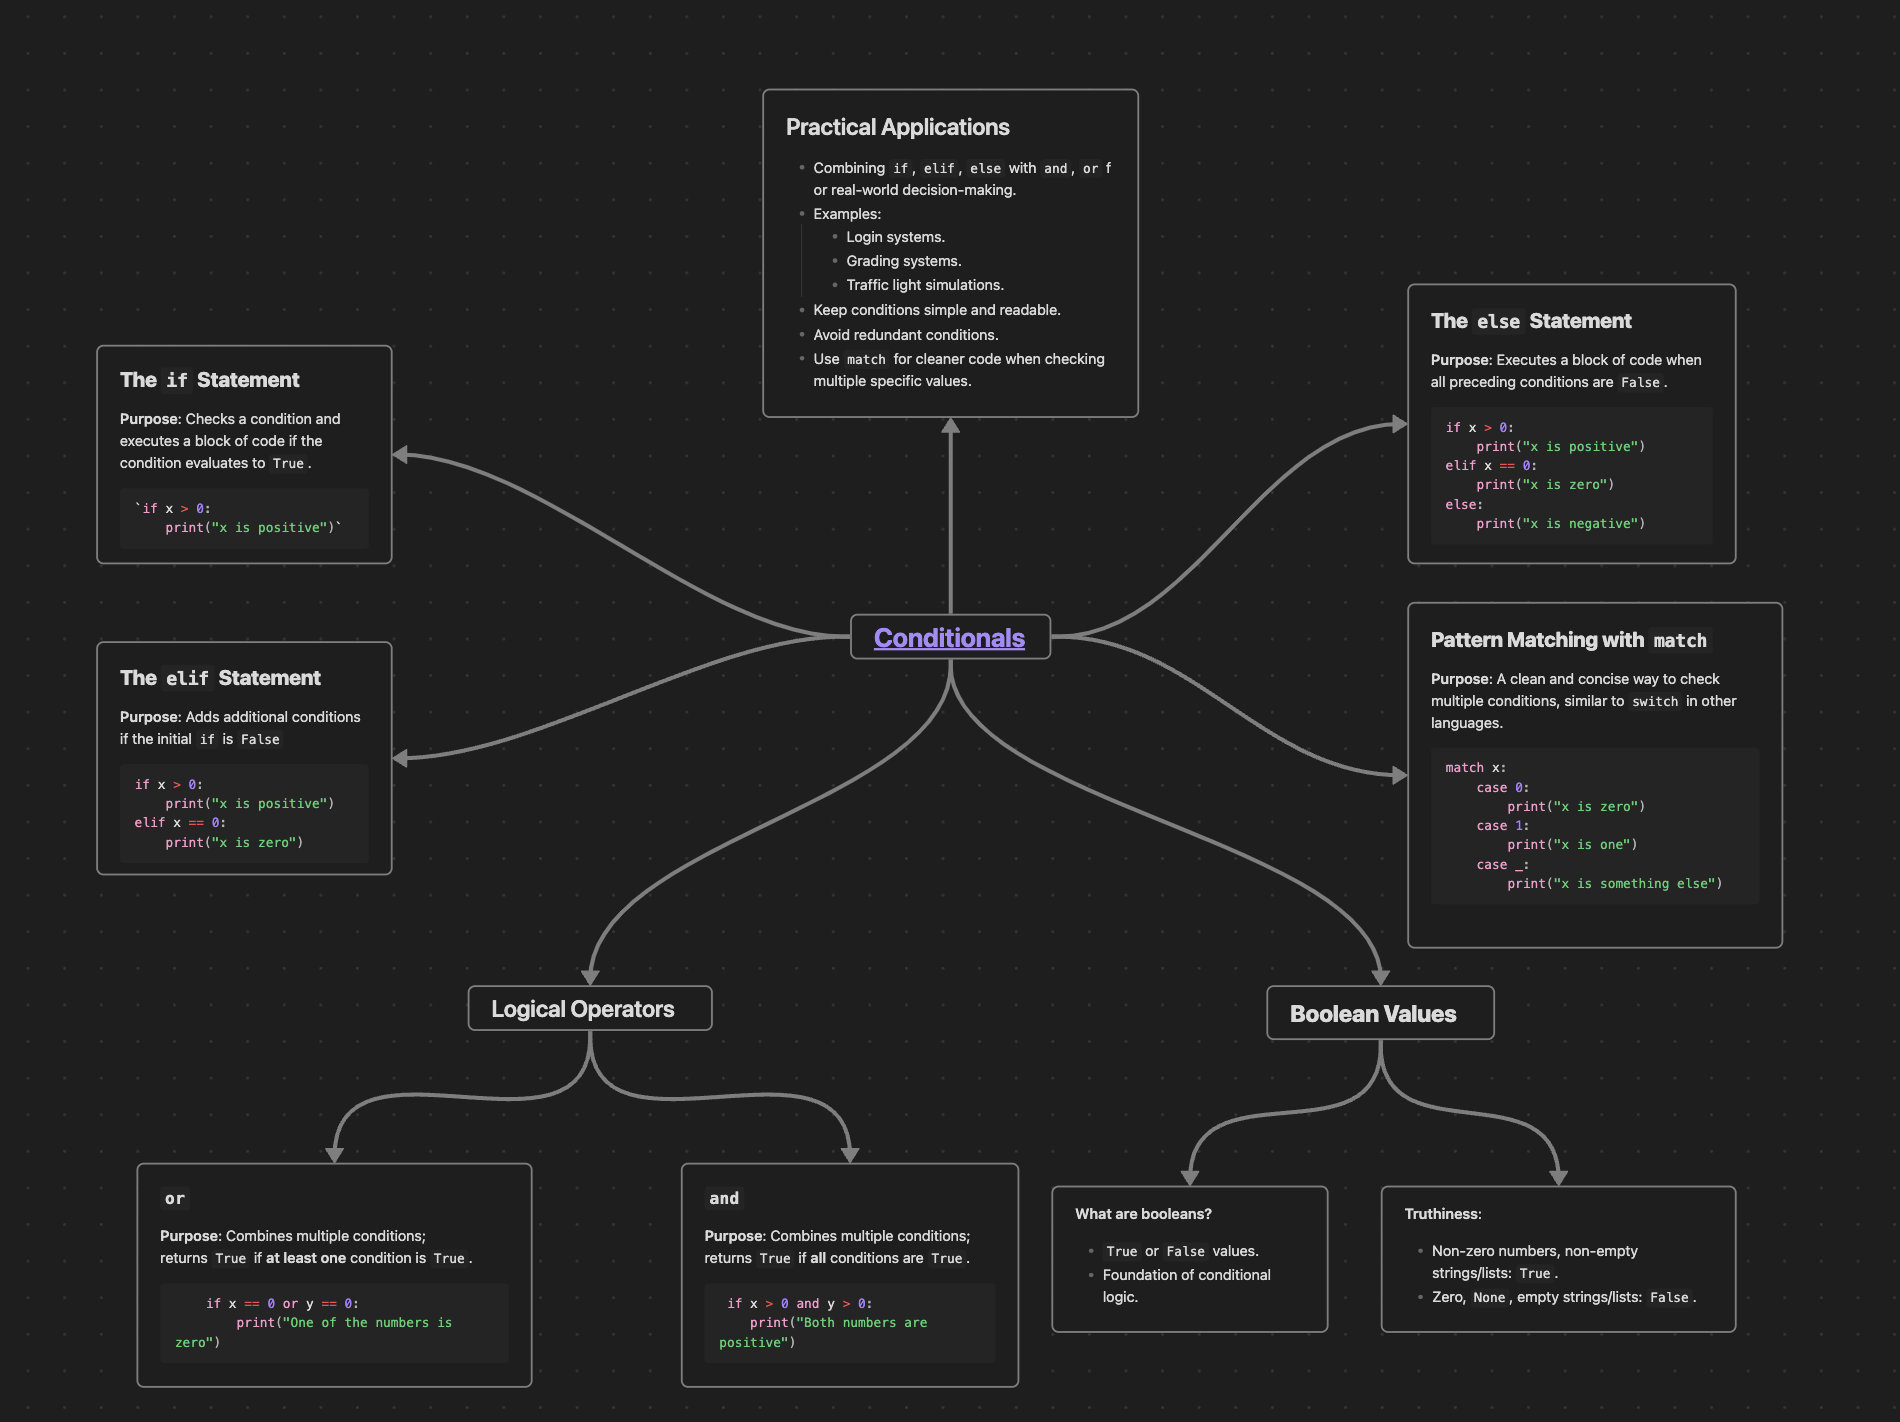 Practical Applications
Combining if, elif, else with and, or f
or real-world decision-making.
Examples:
Login systems.
Grading systems.
Traffic light simulations.
Keep conditions simple and readable.
Avoid redundant conditions.
Use match for cleaner code when checking
multiple specific values.
The if Statement
Purpose: Checks a condition and
executes a block of code if the
condition evaluates to True.
`if x > 0:
    print("x is positive")`
The else Statement
Purpose: Executes a block of code when
all preceding conditions are False.
if x > 0:
    print("x is positive")
elif x == 0:
    print("x is zero")
else:
    print("x is negative")
Conditionals
The elif Statement
Purpose: Adds additional conditions
if the initial if is False
if x > 0:
    print("x is positive")
elif x == 0:
    print("x is zero")
Pattern Matching with match
Purpose: A clean and concise way to check
multiple conditions, similar to switch in other
languages.
match x:
    case 0:
        print("x is zero")
    case 1:
        print("x is one")
    case _:
        print("x is something else")
Logical Operators
Boolean Values
or
Purpose: Combines multiple conditions;
returns True if at least one condition is True.
    if x == 0 or y == 0:
        print("One of the numbers is
zero")
and
Purpose: Combines multiple conditions;
returns True if all conditions are True.
 if x > 0 and y > 0:
    print("Both numbers are
positive")
What are booleans?
True or False values.
Foundation of conditional
logic.
Truthiness:
Non-zero numbers, non-empty
strings/lists: True.
Zero, None, empty strings/lists: False.